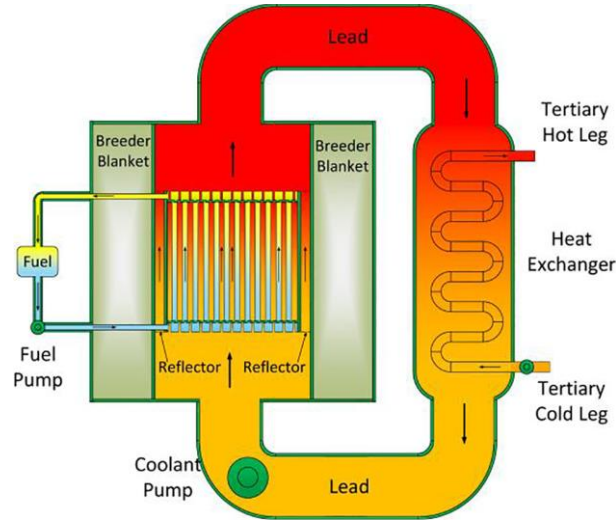 Lead
Breeder
Blanket
Breeder
Blanket
Tertiary
Hot Leg
Fuel
Heat
Exchanger
Fuel
Pump
Reflector
Reflector
Tertiary
Cold Leg
Coolant
Pump
Lead